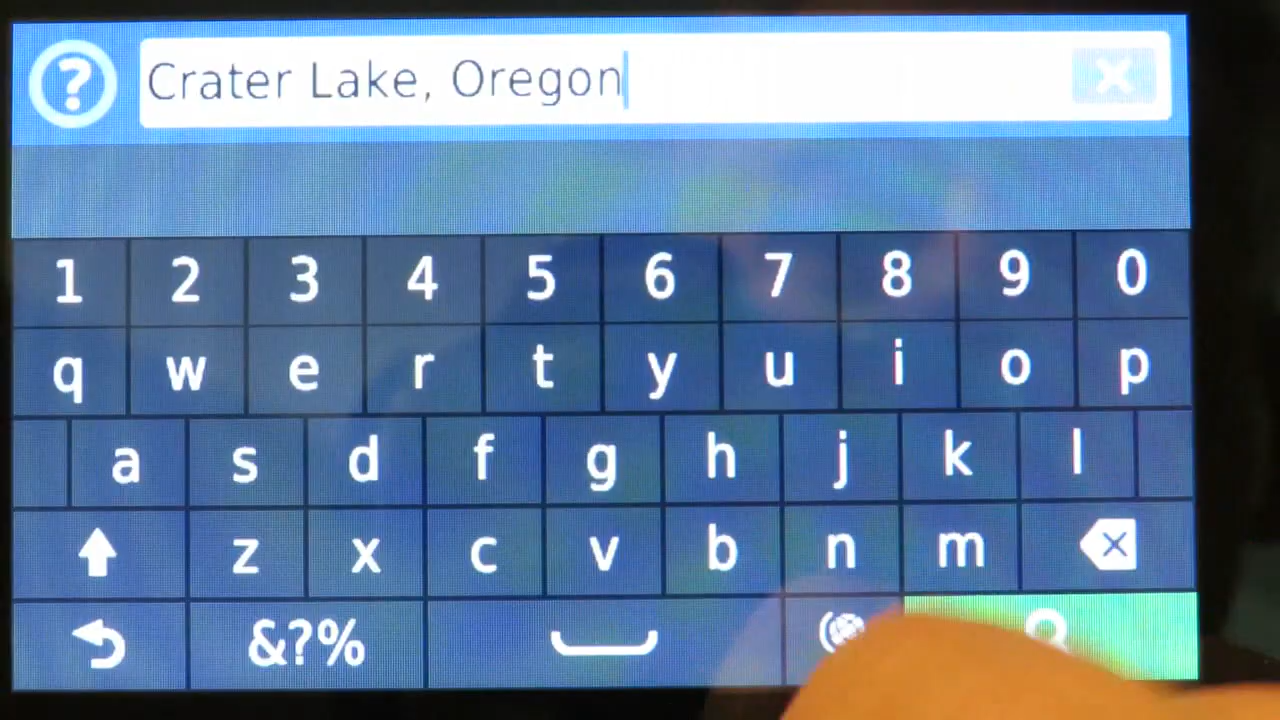 ? Crater Lake, Oregon
1 2 3 4 5 6 7 8 9 0
q w e r t y u i o p
a s d f g h j k l
z x c v b n m
&?%